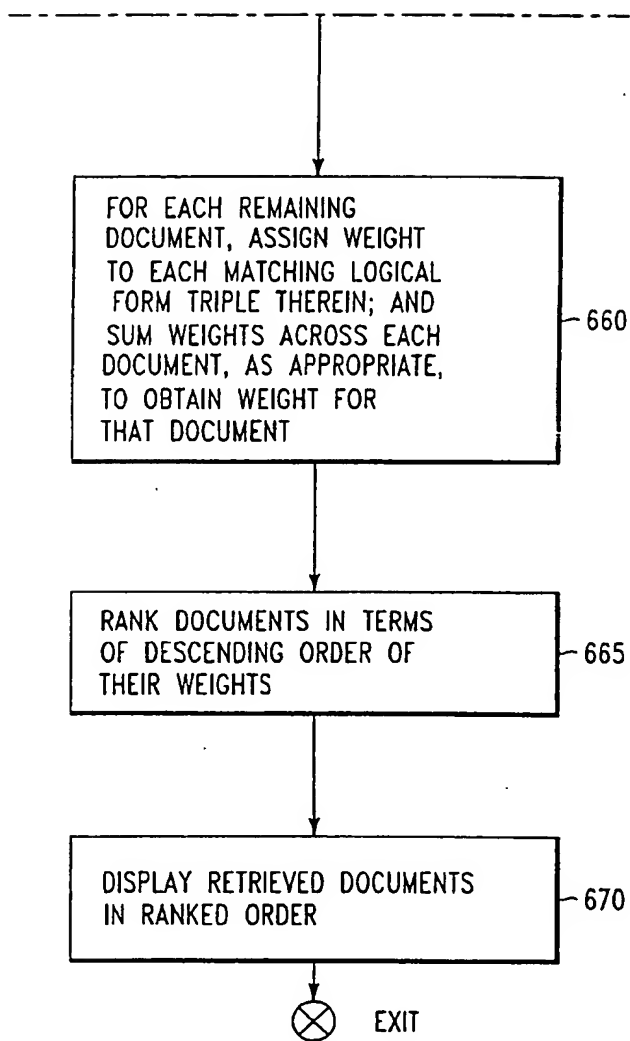 FOR EACH REMAINING
DOCUMENT, ASSIGN WEIGHT
TO EACH MATCHING LOGICAL
FORM TRIPLE THEREIN; AND
SUM WEIGHTS ACROSS EACH
DOCUMENT, AS APPROPRIATE,
TO OBTAIN WEIGHT FOR
THAT DOCUMENT
660
RANK DOCUMENTS IN TERMS
OF DESCENDING ORDER OF
THEIR WEIGHTS
665
DISPLAY RETRIEVED DOCUMENTS
IN RANKED ORDER
670
EXIT